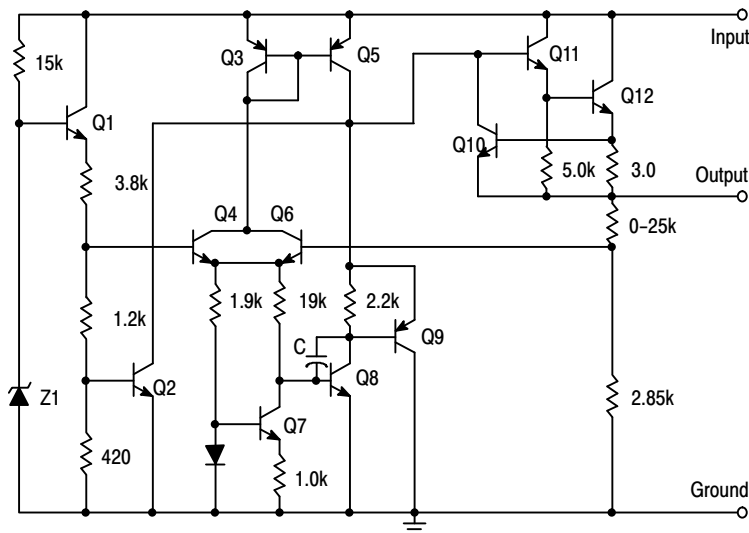 Input
15k
Q3
Q5
Q11
Q12
Q1
Q10
3.8k
5.0k
3.0
Output
Q4
Q6
0–25k
1.2k
1.9k
19k
2.2k
C
Q9
Q2
Q8
Z1
2.85k
Q7
420
1.0k
Ground